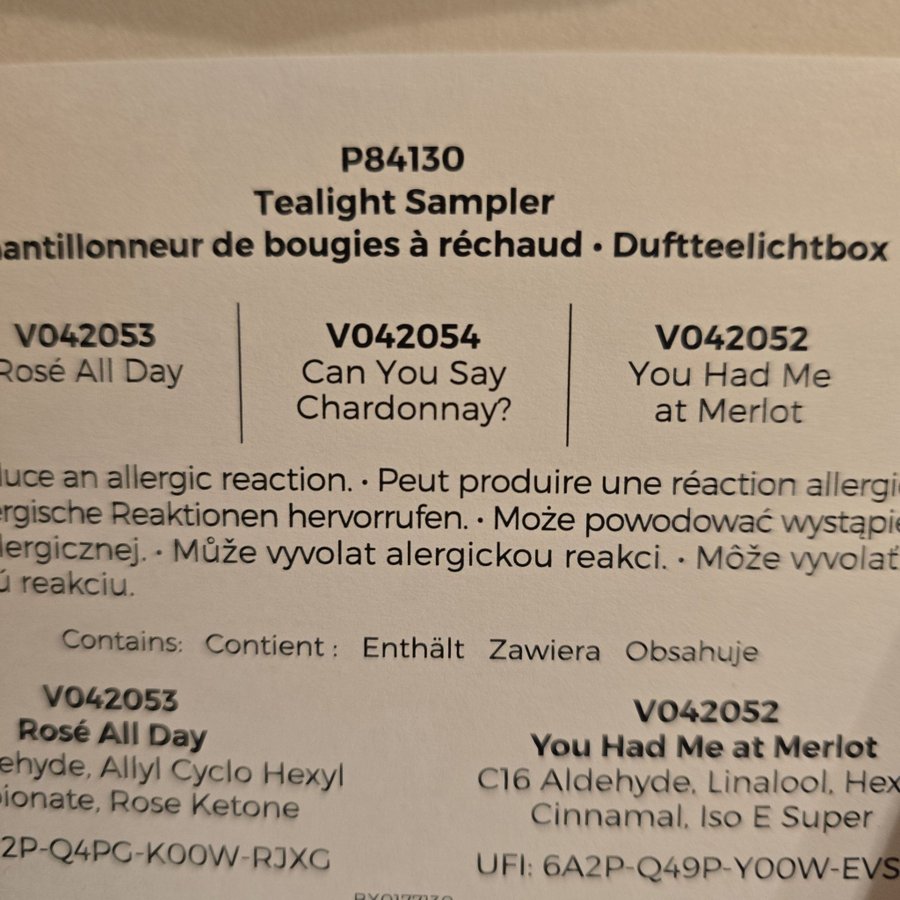 P84130
Tealight Sampler
antillonneur de bougies à réchaud • Duftteelichtbox
V042053
Rosé All Day
V042054
Can You Say
Chardonnay?
V042052
You Had Me
at Merlot
uce an allergic reaction. • Peut produire une réaction allergi
ergische Reaktionen hervorrufen. • Może powodować wystąpie
lergicznej. • Může vyvolat alergickou reakci. • Môže vyvolať
ú reakciu.
Contains: Contient : Enthält Zawiera Obsahuje
V042053
Rosé All Day
ehyde, Allyl Cyclo Hexyl
ionate, Rose Ketone
2P-Q4PG-K00W-RJXG
V042052
You Had Me at Merlot
C16 Aldehyde, Linalool, Hex
Cinnamal, Iso E Super
UFI: 6A2P-Q49P-Y00W-EVS